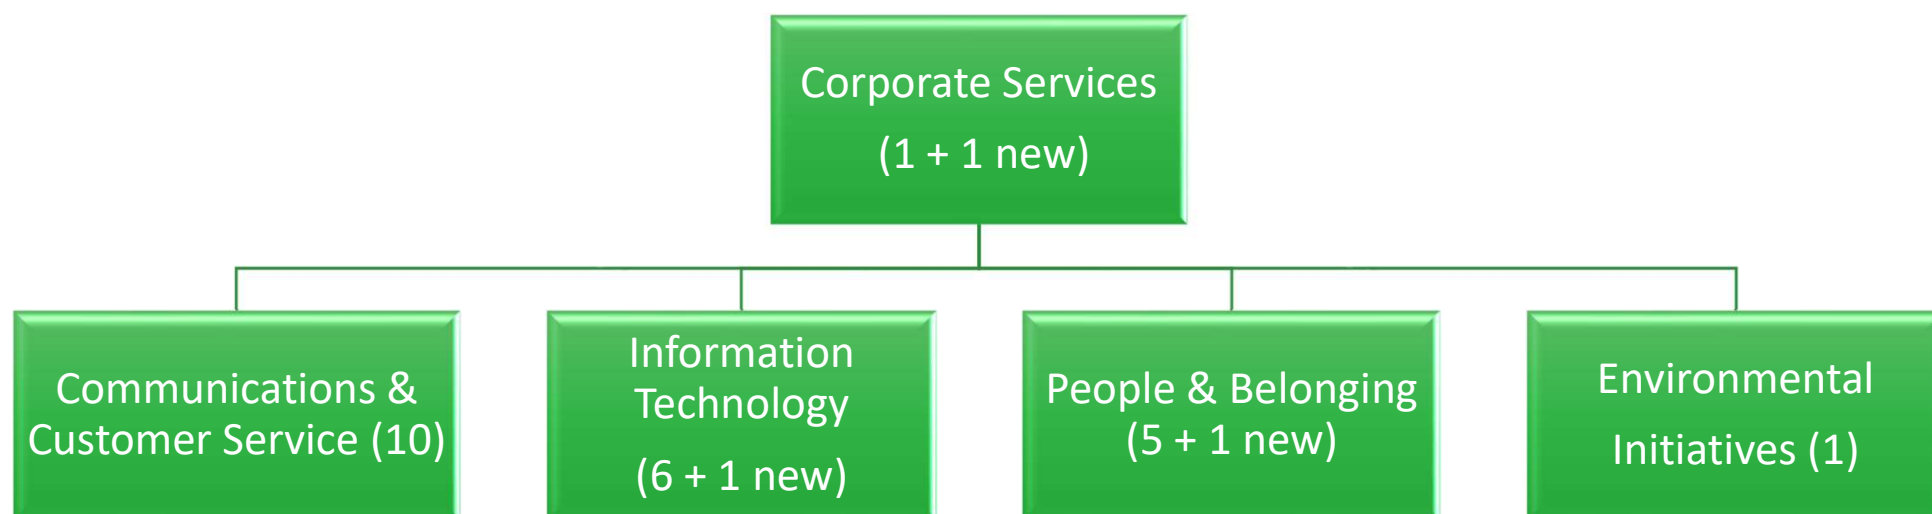 Corporate Services
(1 + 1 new)
Communications &
Customer Service (10)
Information
Technology
(6 + 1 new)
People & Belonging
(5 + 1 new)
Environmental
Initiatives (1)